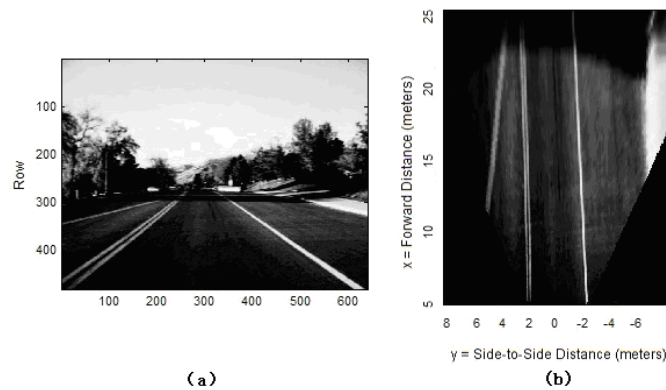 Row
100
200
300
400
100 200 300 400 500 600
(a)
x = Forward Distance (meters)
25
20
15
10
5
8 6 4 2 0 -2 -4 -6
y = Side-to-Side Distance (meters)
(b)